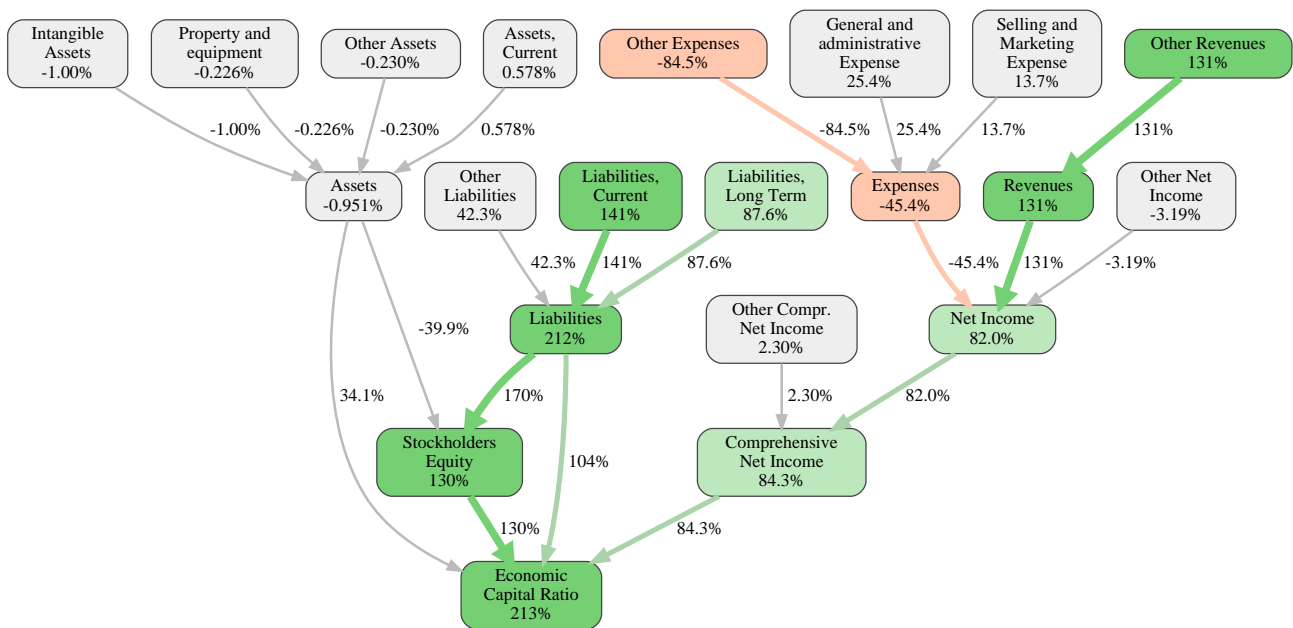 Intangible
Assets
-1.00%
Property and
equipment
-0.226%
Other Assets
-0.230%
Assets,
Current
0.578%
Other Expenses
-84.5%
General and
administrative
Expense
25.4%
Selling and
Marketing
Expense
13.7%
Other Revenues
131%
-1.00%
-0.226%
-0.230%
0.578%
-84.5%
25.4%
13.7%
131%
Assets
-0.951%
Other
Liabilities
42.3%
Liabilities,
Current
141%
Liabilities,
Long Term
87.6%
Expenses
-45.4%
Revenues
131%
Other Net
Income
-3.19%
42.3%
141%
87.6%
-45.4%
131%
-3.19%
Liabilities
212%
Other Compr.
Net Income
2.30%
Net Income
82.0%
-39.9%
34.1%
170%
2.30%
82.0%
Stockholders
Equity
130%
104%
Comprehensive
Net Income
84.3%
130%
84.3%
Economic
Capital Ratio
213%